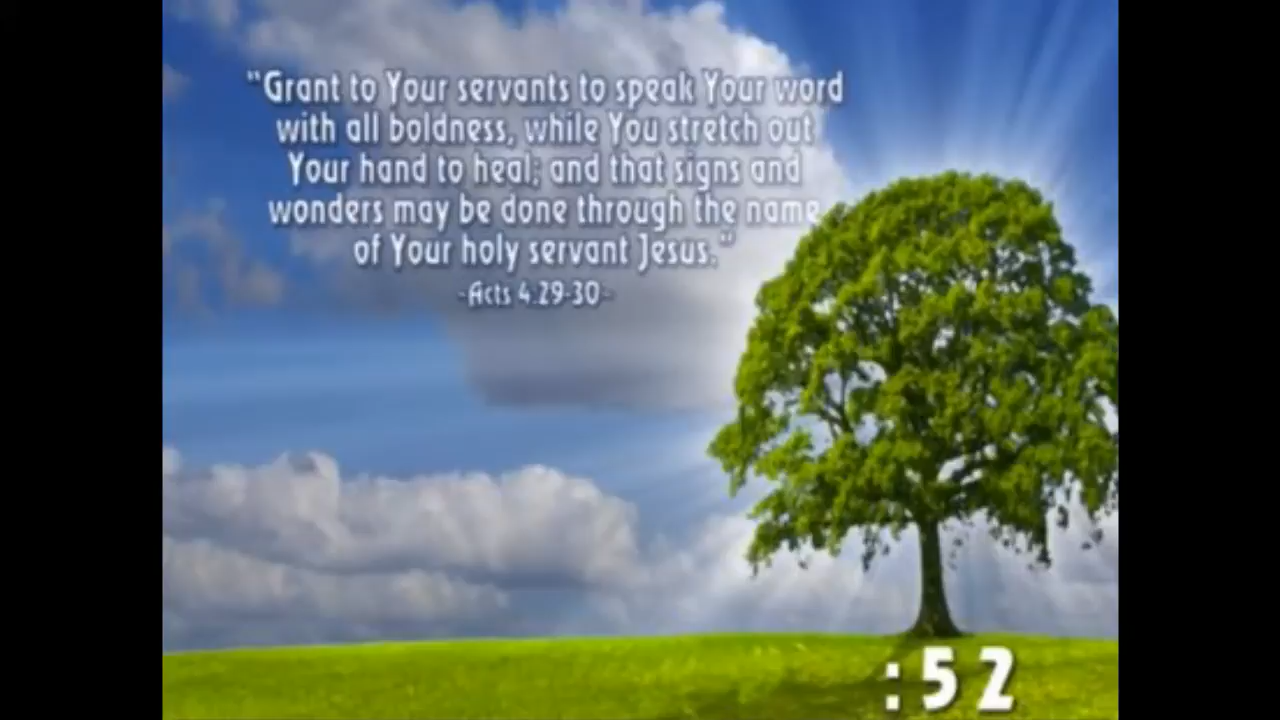 "Grant to Your servants to speak Your word
with all boldness, while You stretch out
Your hand to heal; and that signs and
wonders may be done through the name
of Your holy servant Jesus."
-Acts 4:29-30-
:52